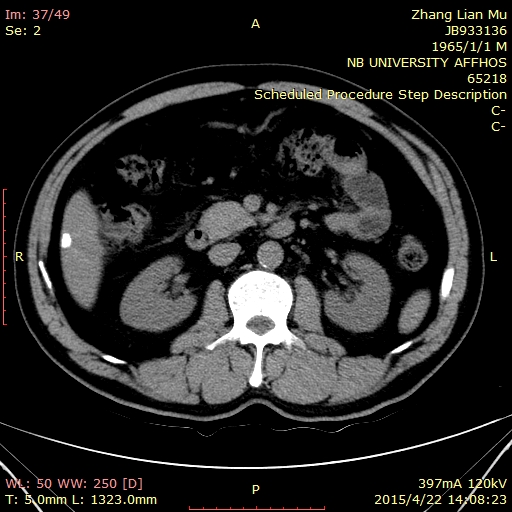 Im: 37/49
Se: 2
A
Zhang Lian Mu
JB933136
1965/1/1 M
NB UNIVERSITY AFFHOS
65218
Scheduled Procedure Step Description
C-
C-
R
L
WL: 50 WW: 250 [D]
T: 5.0mm L: 1323.0mm
P
397mA 120kV
2015/4/22 14:08:23